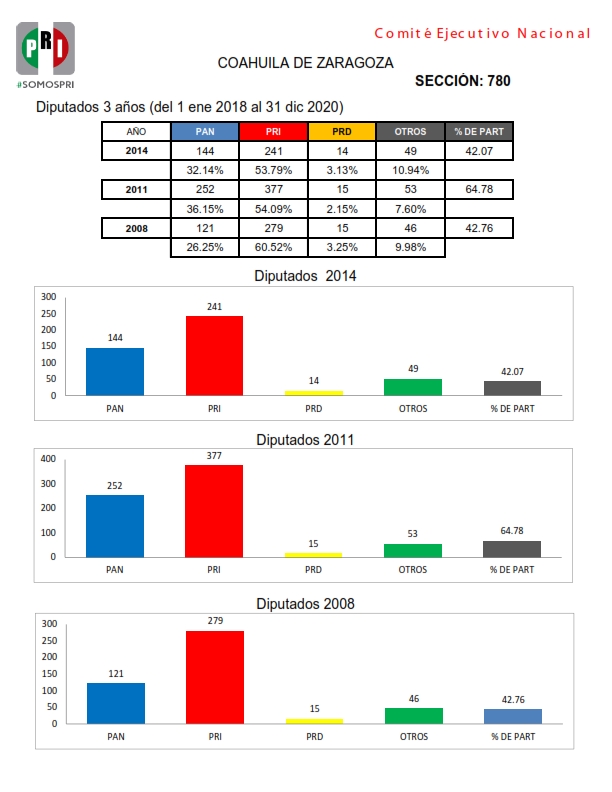 Comité Ejecutivo Nacional
PRI
#SOMOSPRI
COAHUILA DE ZARAGOZA
SECCIÓN: 780
Diputados 3 años (del 1 ene 2018 al 31 dic 2020)
AÑO PAN PRI PRD OTROS % DE PART
2014 144 241 14 49 42.07
32.14% 53.79% 3.13% 10.94%
2011 252 377 15 53 64.78
36.15% 54.09% 2.15% 7.60%
2008 121 279 15 46 42.76
26.25% 60.52% 3.25% 9.98%
Diputados 2014
300
250
200
150
100
50
0
144 241 14 49 42.07
PAN PRI PRD OTROS % DE PART
Diputados 2011
400
300
200
100
0
252 377 15 53 64.78
PAN PRI PRD OTROS % DE PART
Diputados 2008
300
250
200
150
100
50
0
121 279 15 46 42.76
PAN PRI PRD OTROS % DE PART